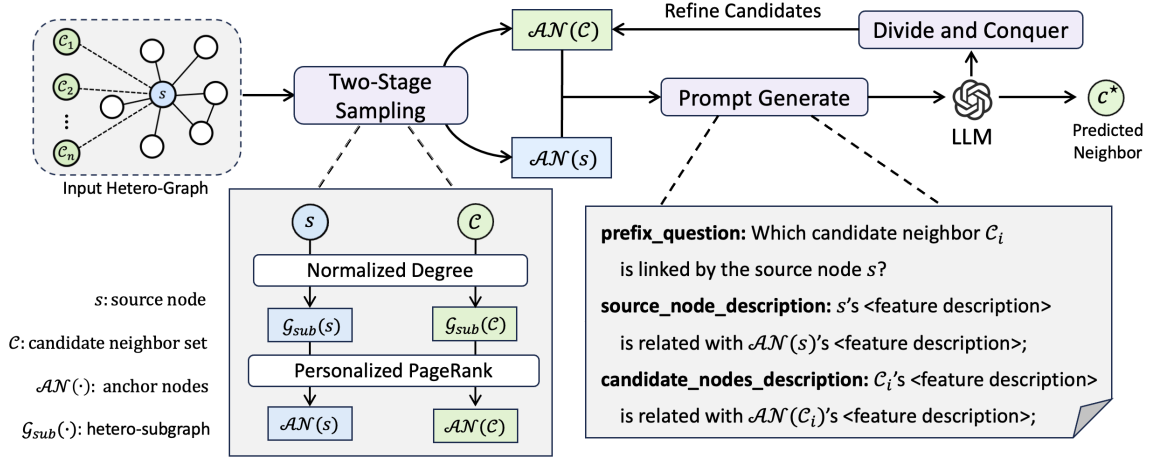 Refine Candidates
𝒞₁
𝒞₂
⋮
𝒞ₙ
s
Input Hetero-Graph
Two-Stage
Sampling
𝒜𝒩(𝒞)
𝒜𝒩(s)
Prompt Generate
Divide and Conquer
LLM
𝒞★
Predicted
Neighbor
s
𝒞
Normalized Degree
𝒢ₛᵤb(s)
𝒢ₛᵤb(𝒞)
Personalized PageRank
𝒜𝒩(s)
𝒜𝒩(𝒞)
s: source node
𝒞: candidate neighbor set
𝒜𝒩(·): anchor nodes
𝒢ₛᵤb(·): hetero-subgraph
prefix_question: Which candidate neighbor 𝒞ᵢ
is linked by the source node s?
source_node_description: s's <feature description>
is related with 𝒜𝒩(s)'s <feature description>;
candidate_nodes_description: 𝒞ᵢ's <feature description>
is related with 𝒜𝒩(𝒞ᵢ)'s <feature description>;